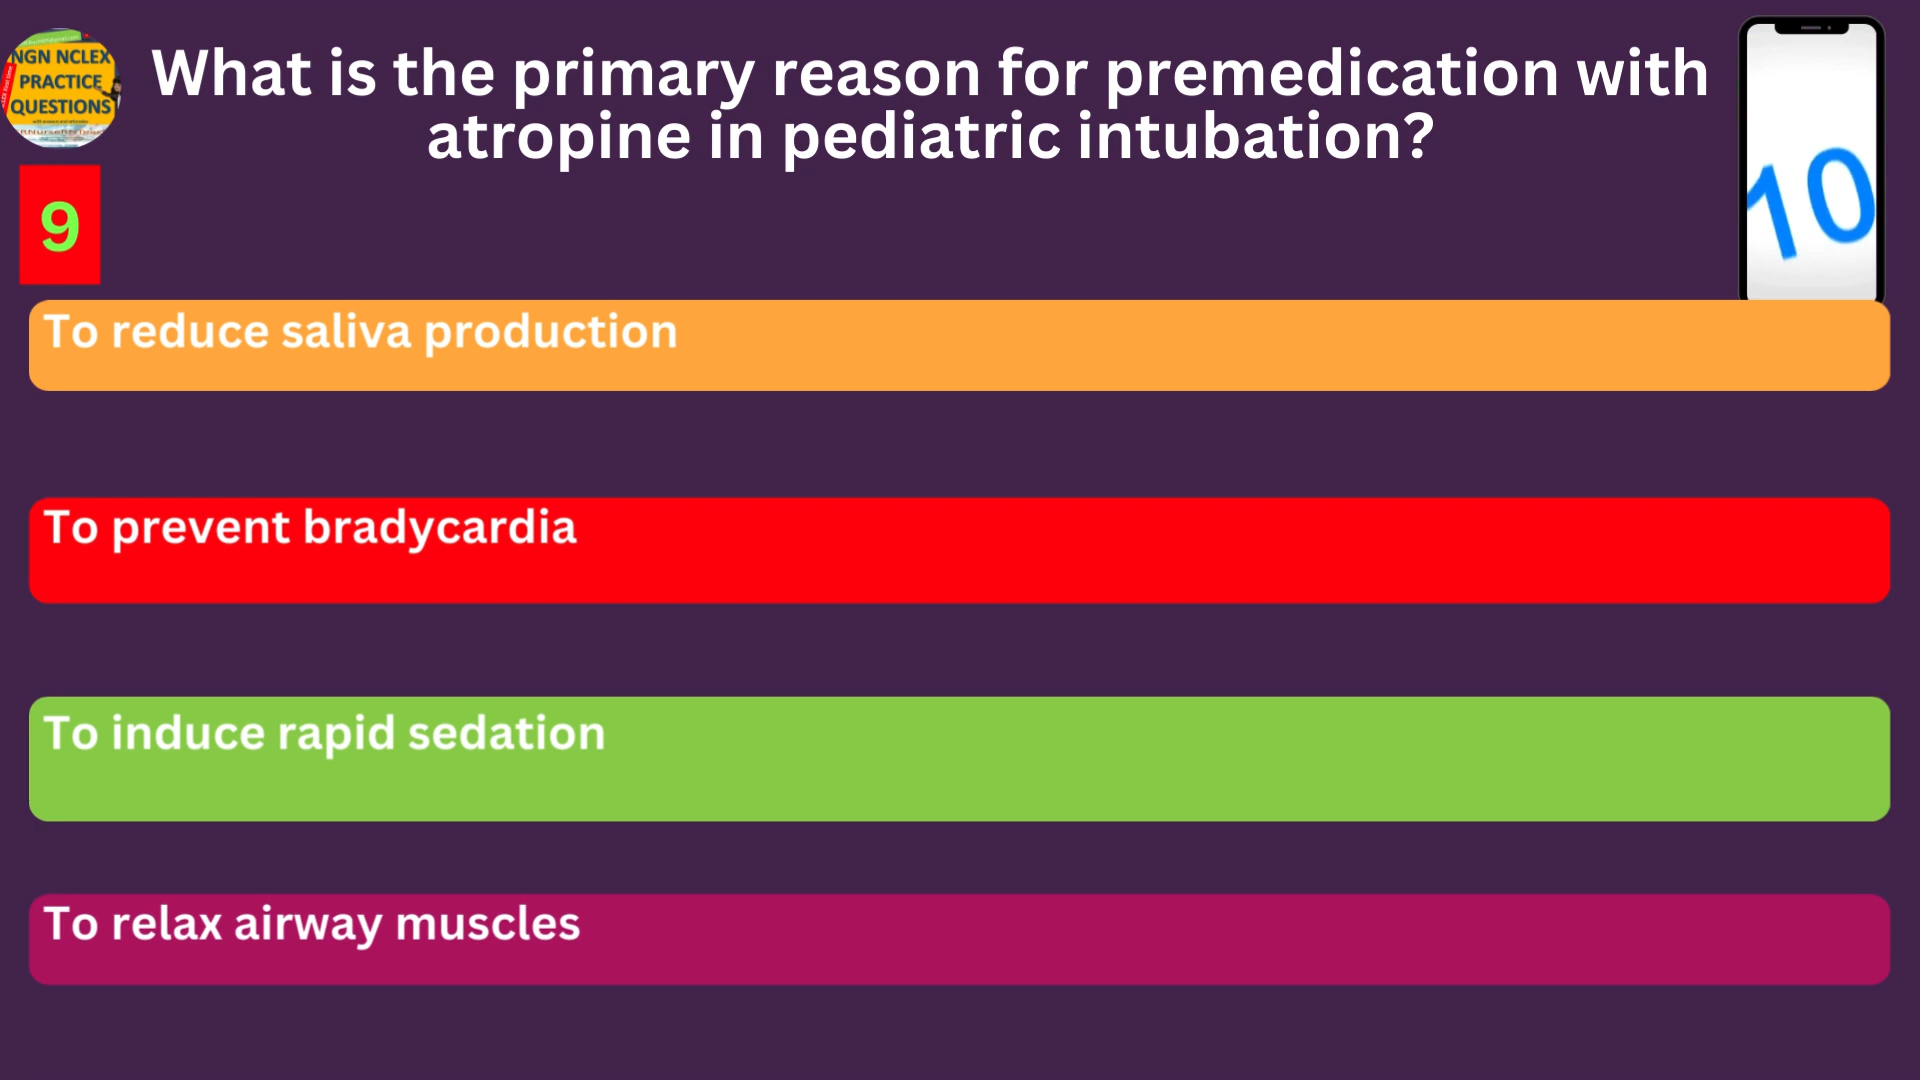 NGN NCLEX
PRACTICE
QUESTIONS
What is the primary reason for premedication with
atropine in pediatric intubation?
10
9
To reduce saliva production
To prevent bradycardia
To induce rapid sedation
To relax airway muscles